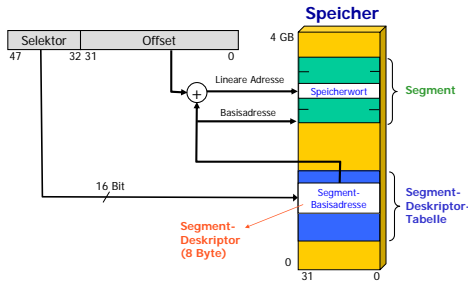 Speicher
4 GB
Selektor Offset
47 32 31 0
Lineare Adresse
Speicherwort
Segment
+
Basisadresse
16 Bit
Segment-
Basisadresse
Segment-
Deskriptor-
Tabelle
Segment-
Deskriptor
(8 Byte)
0
31 0